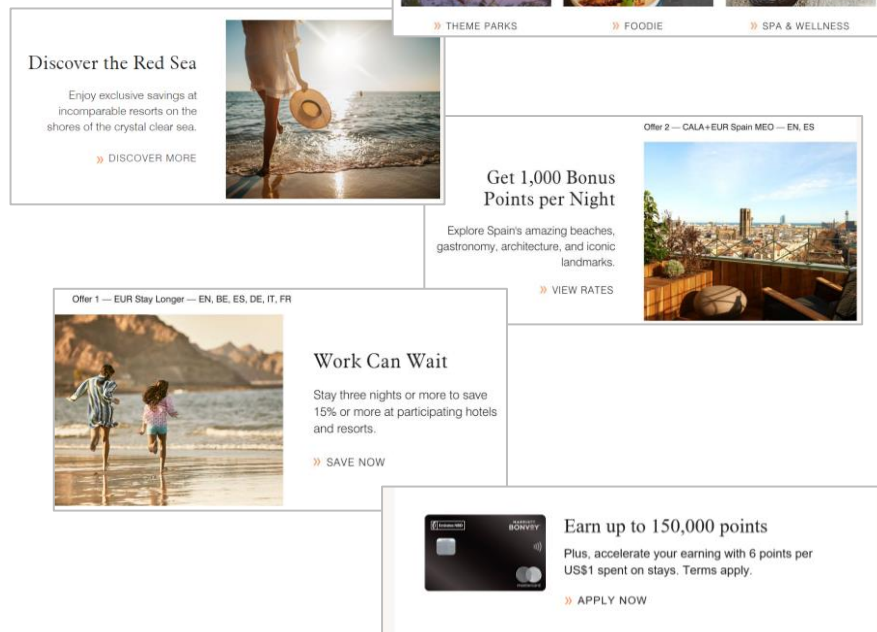 » THEME PARKS
» FOODIE
» SPA & WELLNESS
Discover the Red Sea
Enjoy exclusive savings at
incomparable resorts on the
shores of the crystal clear sea.
» DISCOVER MORE
Offer 2 — CALA+EUR Spain MEO — EN, ES
Get 1,000 Bonus
Points per Night
Explore Spain's amazing beaches,
gastronomy, architecture, and iconic
landmarks.
» VIEW RATES
Offer 1 — EUR Stay Longer — EN, BE, ES, DE, IT, FR
Work Can Wait
Stay three nights or more to save
15% or more at participating hotels
and resorts.
» SAVE NOW
Emirates NBD
MARRIOTT
BONVOY
Earn up to 150,000 points
Plus, accelerate your earning with 6 points per
US$1 spent on stays. Terms apply.
» APPLY NOW